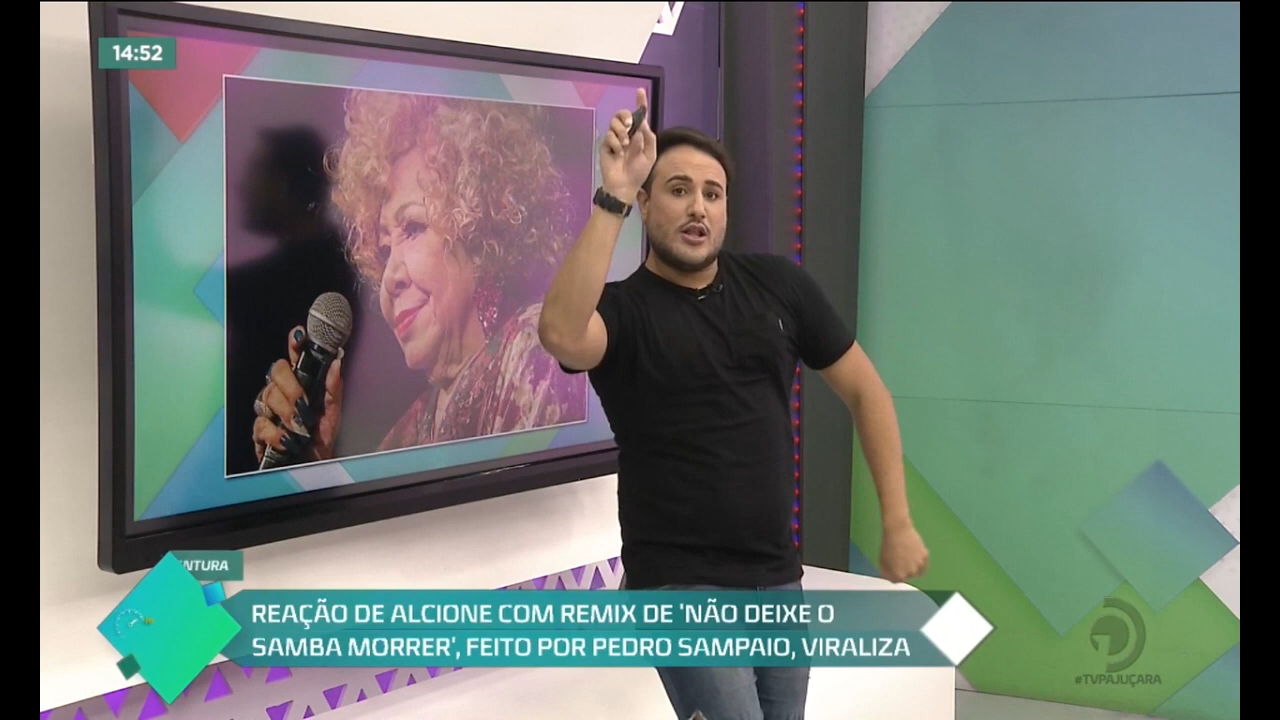 14:52
NTURA
REAÇÃO DE ALCIONE COM REMIX DE 'NÃO DEIXE O
SAMBA MORRER', FEITO POR PEDRO SAMPAIO, VIRALIZA
#TVPAJUÇARA